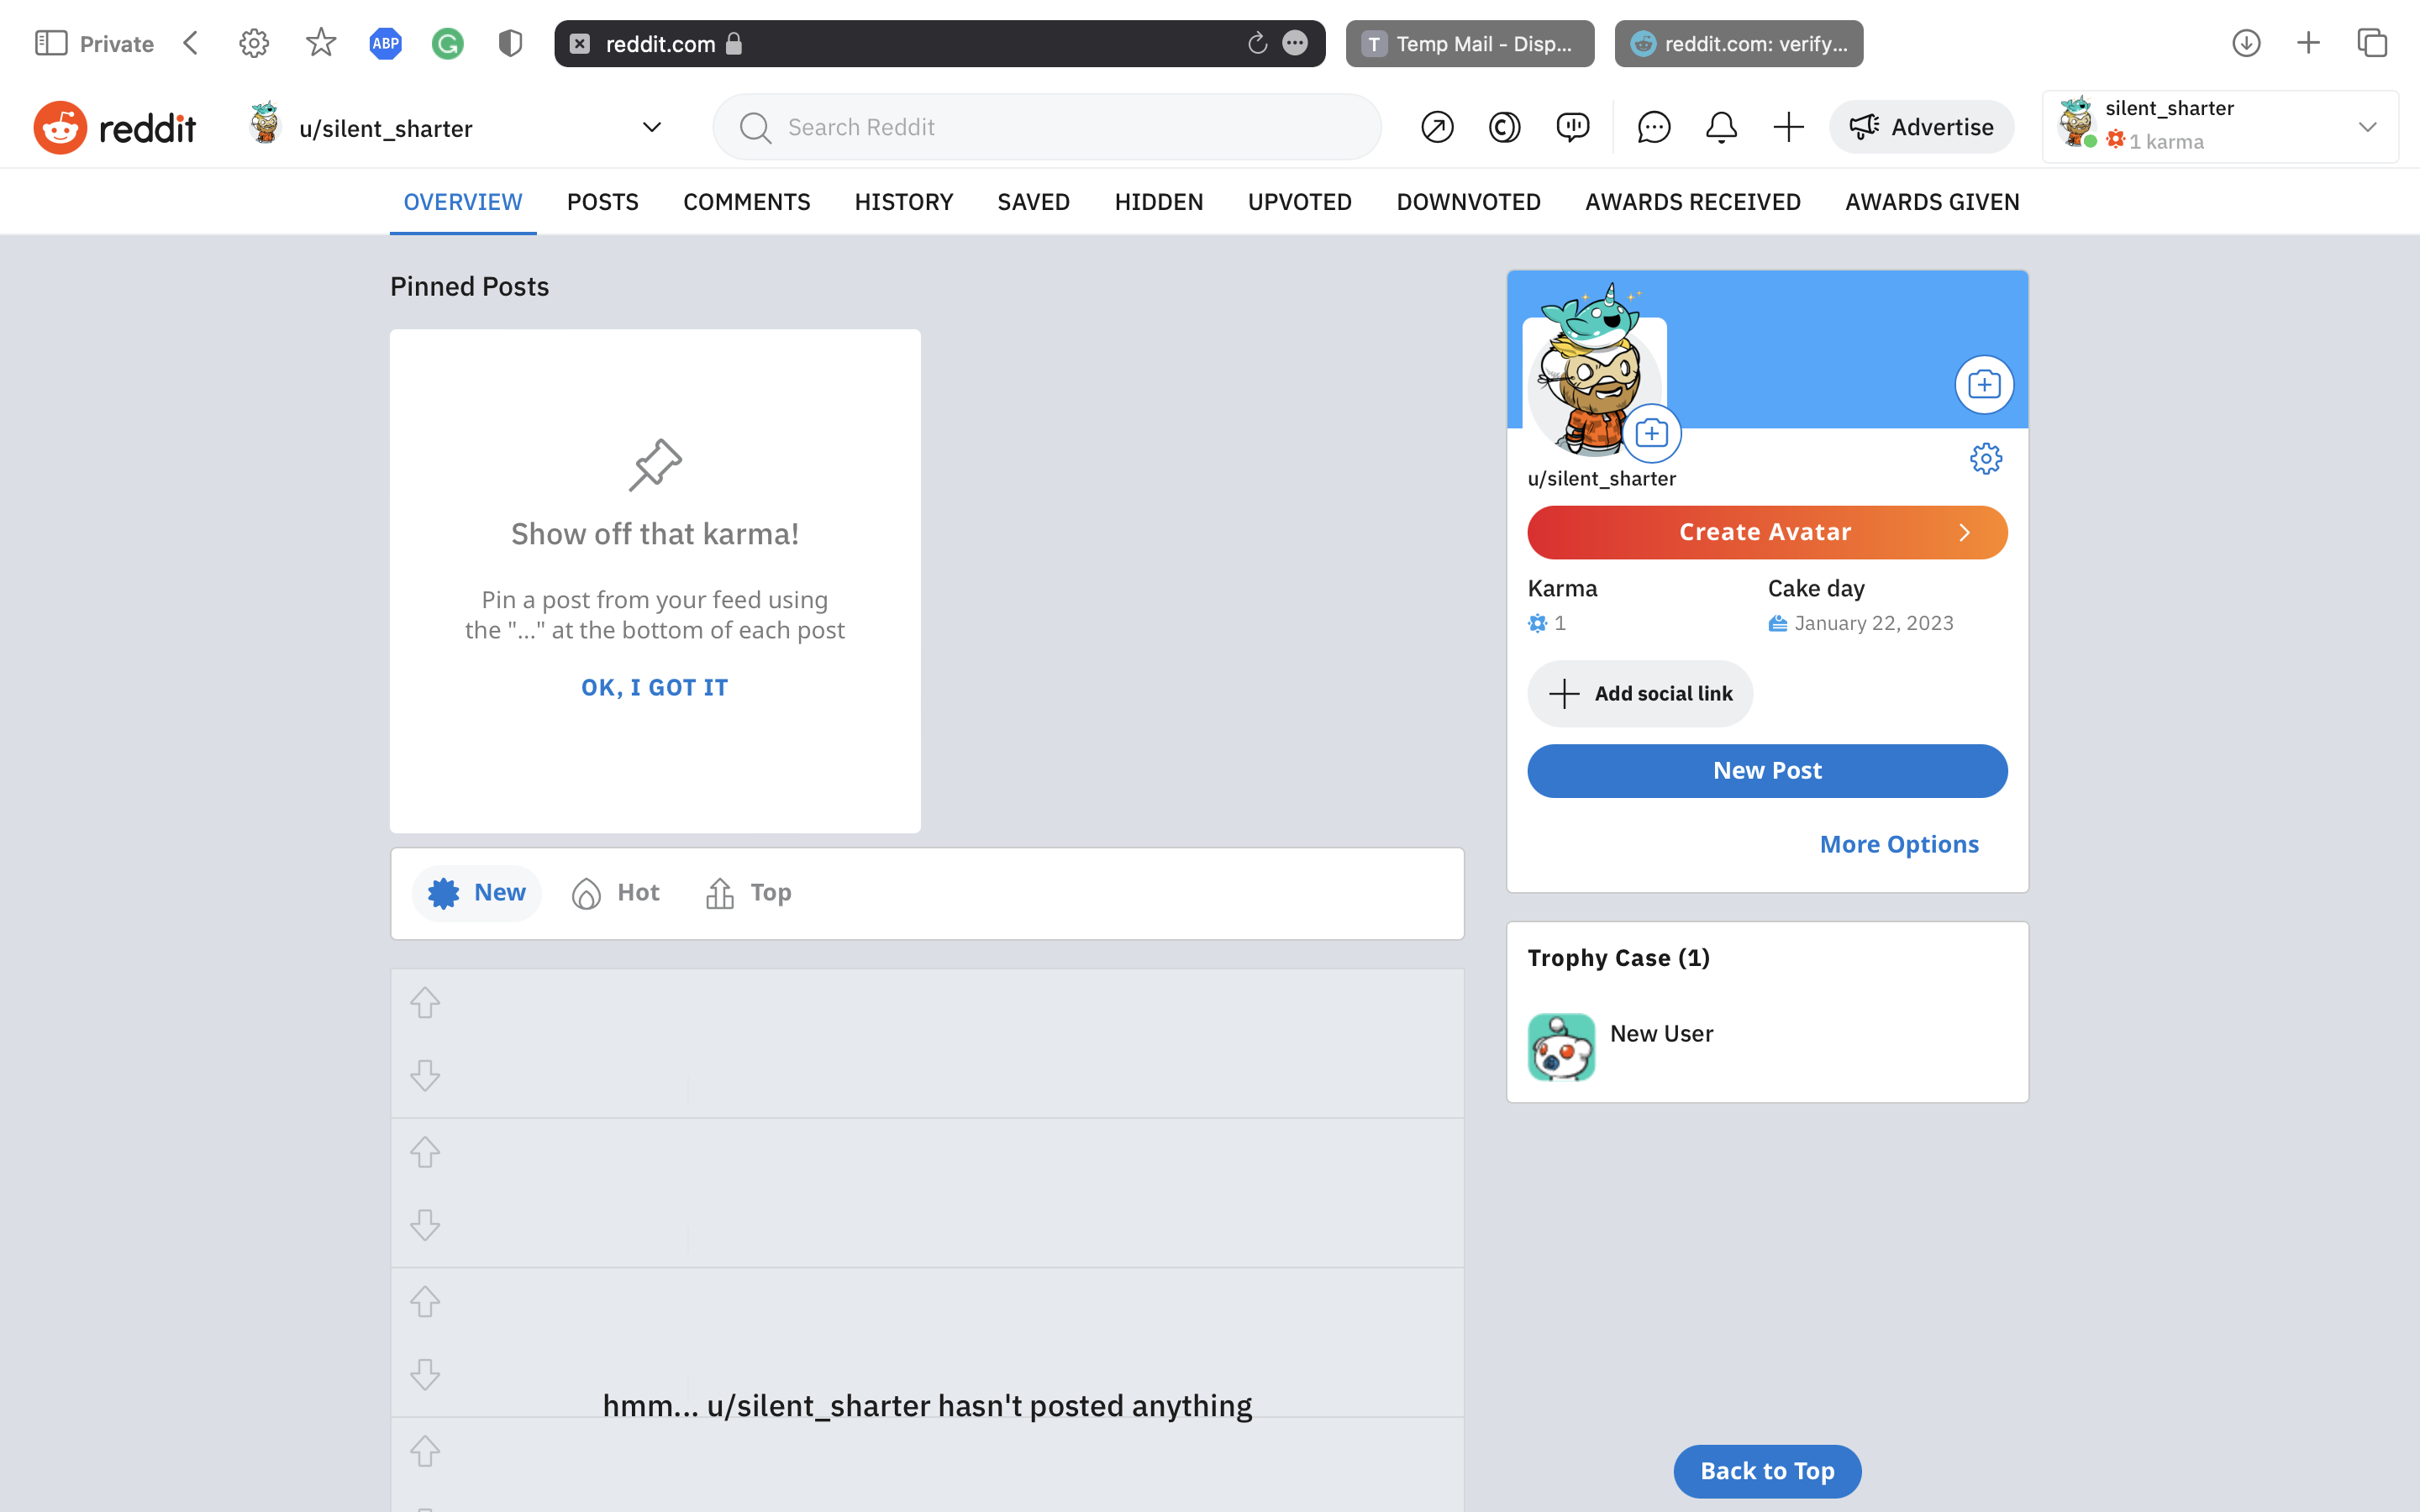 Private
ABP
reddit.com
T Temp Mail - Disp...
reddit.com: verify...
reddit
u/silent_sharter
Search Reddit
Advertise
silent_sharter
1 karma
OVERVIEW POSTS COMMENTS HISTORY SAVED HIDDEN UPVOTED DOWNVOTED AWARDS RECEIVED AWARDS GIVEN
Pinned Posts
Show off that karma!
Pin a post from your feed using
the "..." at the bottom of each post
OK, I GOT IT
New Hot Top
hmm... u/silent_sharter hasn't posted anything
u/silent_sharter
Create Avatar
Karma Cake day
1 January 22, 2023
Add social link
New Post
More Options
Trophy Case (1)
New User
Back to Top